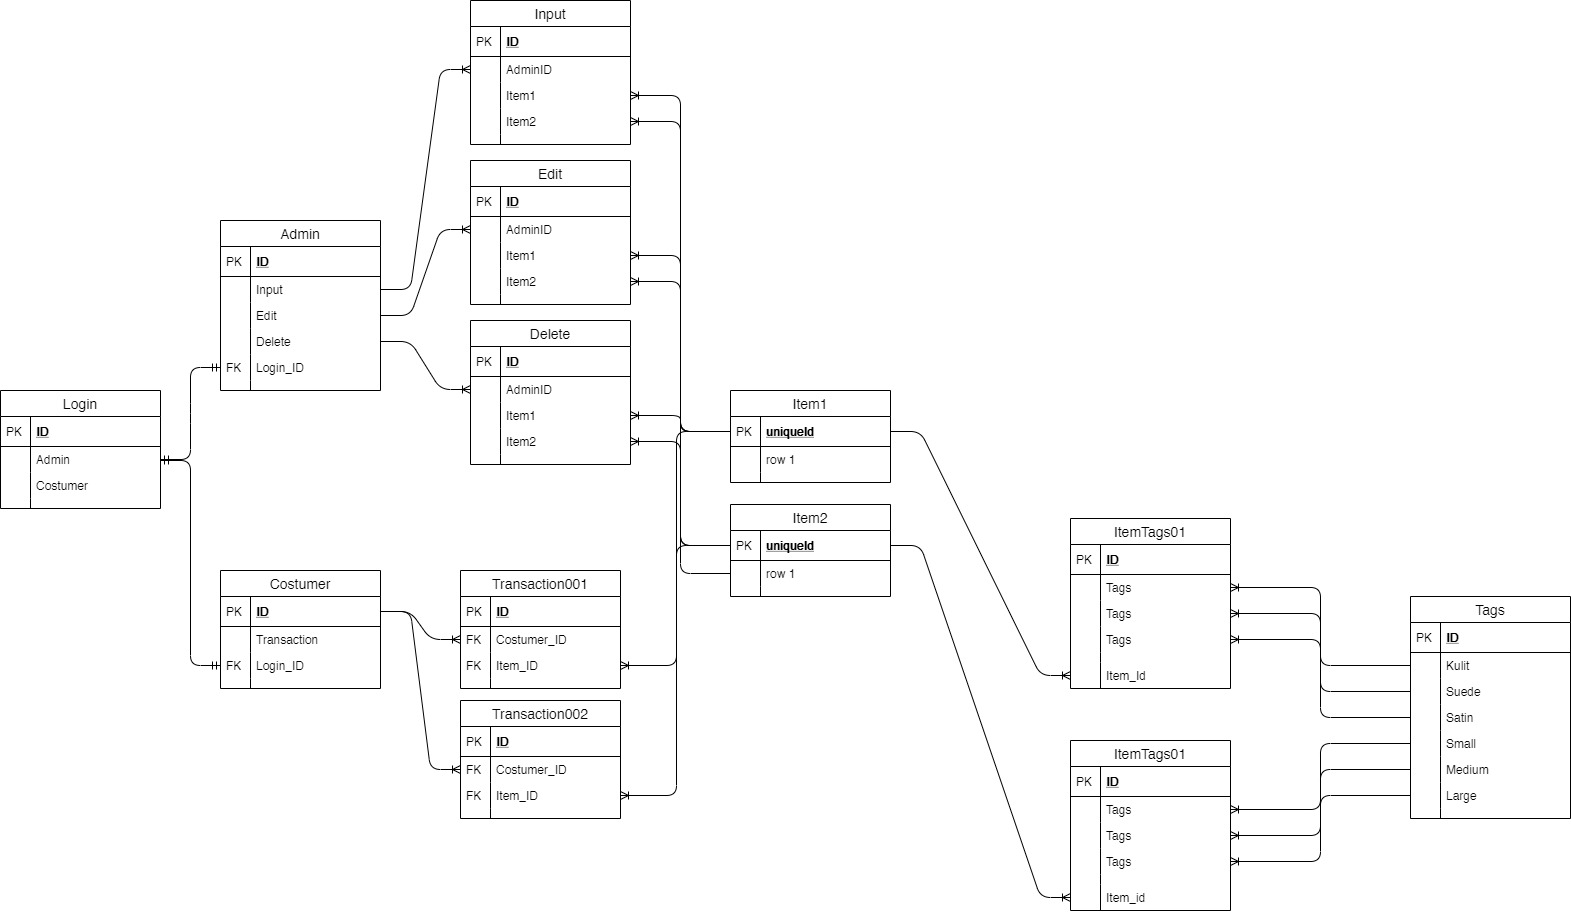 Input
PK ID
AdminID
Item1
Item2
Edit
PK ID
AdminID
Item1
Item2
Admin
PK ID
Input
Edit
Delete
FK Login_ID
Delete
PK ID
AdminID
Item1
Item2
Login
PK ID
Admin
Costumer
Item1
PK uniqueId
row 1
Item2
PK uniqueId
row 1
Costumer
PK ID
Transaction
FK Login_ID
Transaction001
PK ID
FK Costumer_ID
FK Item_ID
Transaction002
PK ID
FK Costumer_ID
FK Item_ID
ItemTags01
PK ID
Tags
Tags
Tags
Item_Id
Tags
PK ID
Kulit
Suede
Satin
Small
Medium
Large
ItemTags01
PK ID
Tags
Tags
Tags
Item_id